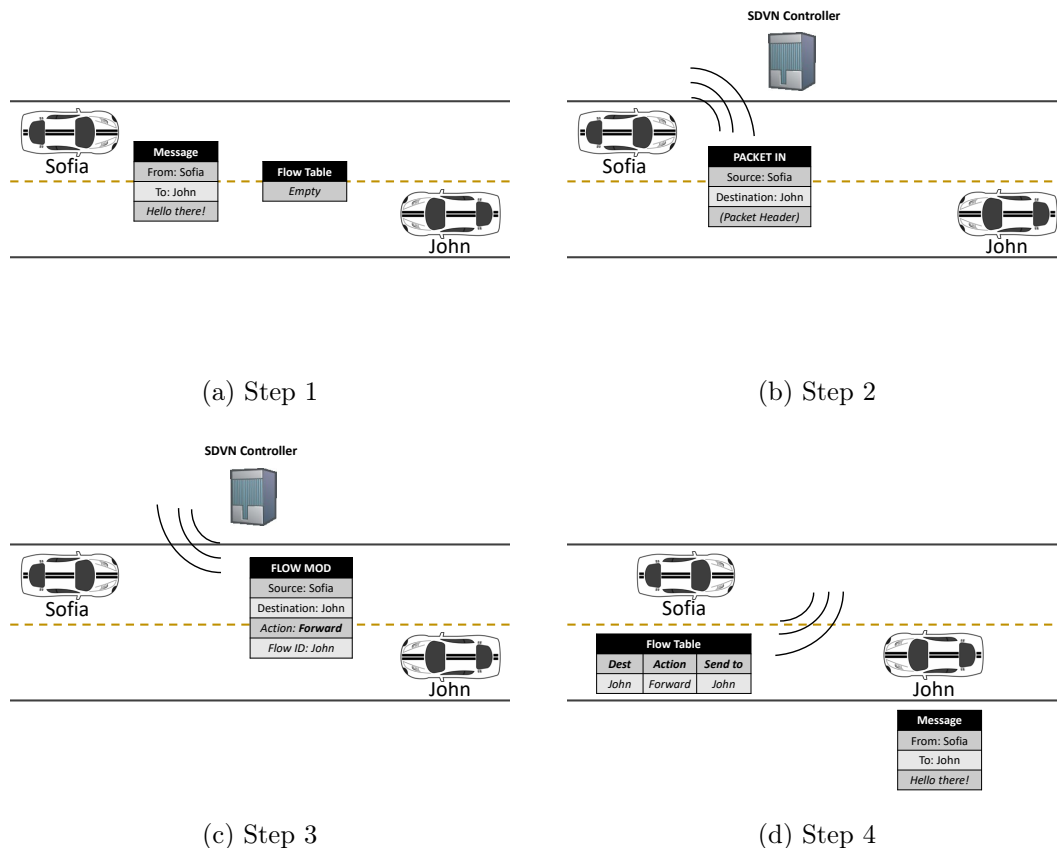 Sofia
Message
From: Sofia
To: John
Hello there!
Flow Table
Empty
John
(a) Step 1
SDVN Controller
Sofia
PACKET IN
Source: Sofia
Destination: John
(Packet Header)
John
(b) Step 2
SDVN Controller
Sofia
FLOW MOD
Source: Sofia
Destination: John
Action: Forward
Flow ID: John
John
(c) Step 3
Sofia
Flow Table
Dest Action Send to
John Forward John
John
Message
From: Sofia
To: John
Hello there!
(d) Step 4